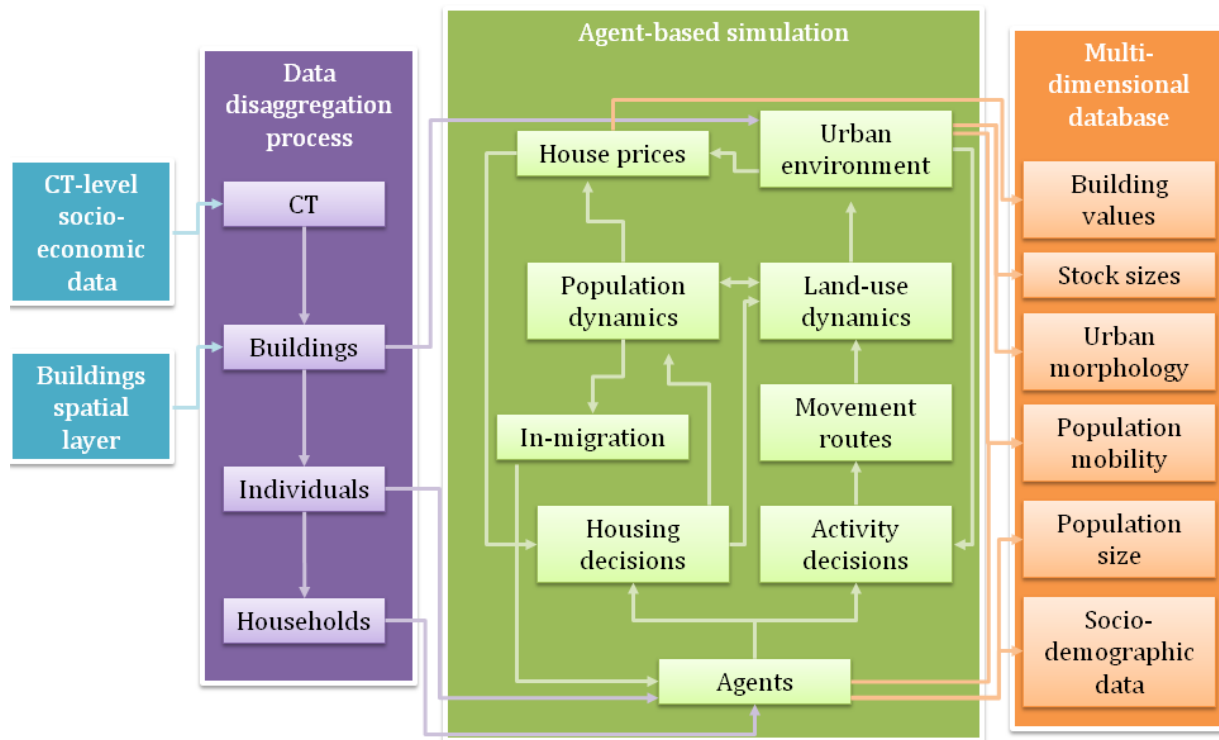 CT-level
socio-
economic
data
Buildings
spatial
layer
Data
disaggregation
process
CT
Buildings
Individuals
Households
Agent-based simulation
House prices
Urban
environment
Population
dynamics
Land-use
dynamics
In-migration
Movement
routes
Housing
decisions
Activity
decisions
Agents
Multi-
dimensional
database
Building
values
Stock sizes
Urban
morphology
Population
mobility
Population
size
Socio-
demographic
data